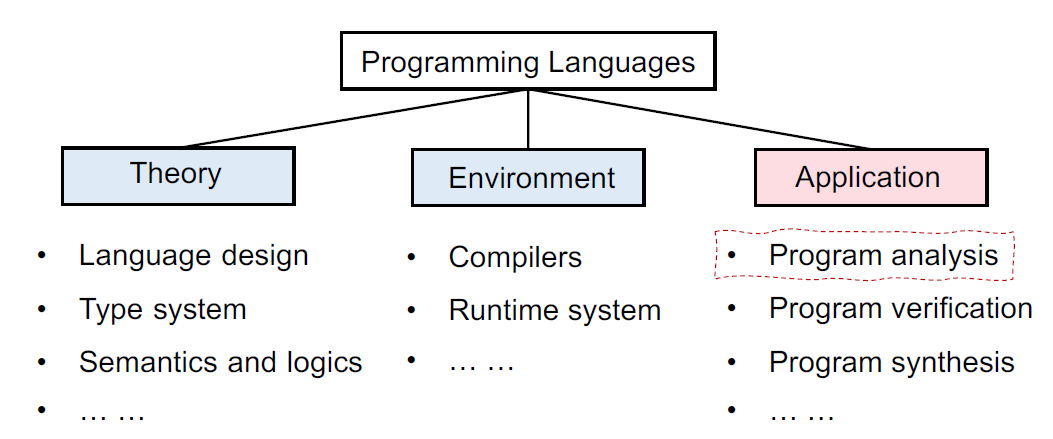 Programming Languages
Theory
Environment
Application
• Language design
• Type system
• Semantics and logics
• … …
• Compilers
• Runtime system
• … …
• Program analysis
• Program verification
• Program synthesis
• … …